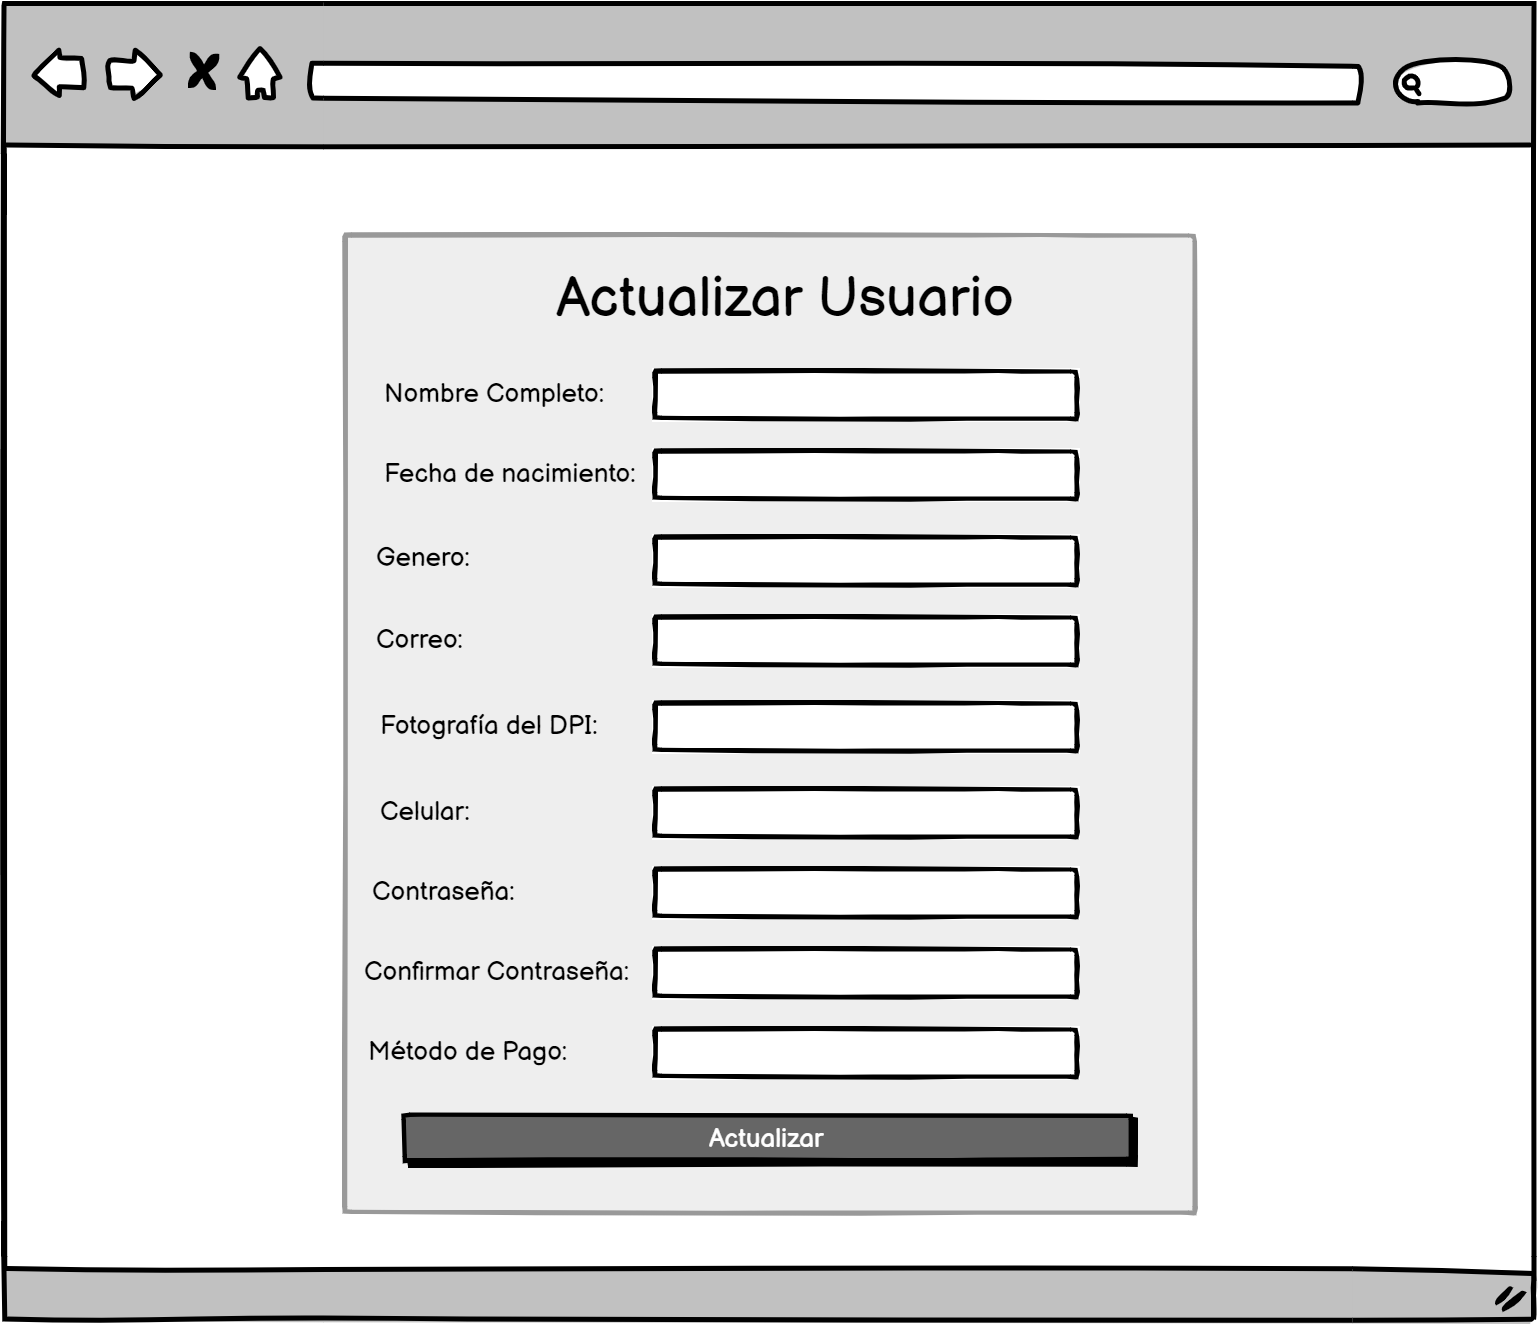 Actualizar Usuario
Nombre Completo:
Fecha de nacimiento:
Genero:
Correo:
Fotografía del DPI:
Celular:
Contraseña:
Confirmar Contraseña:
Método de Pago:
Actualizar